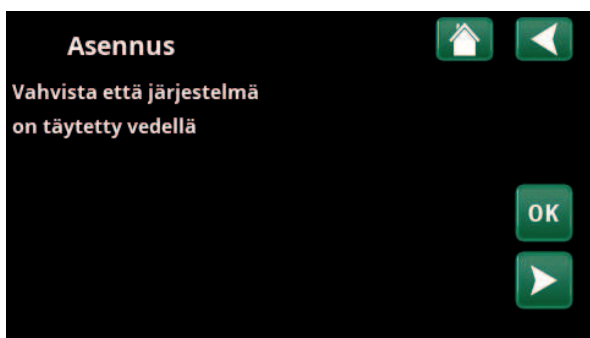 Asennus
Vahvista että järjestelmä
on täytetty vedellä
OK